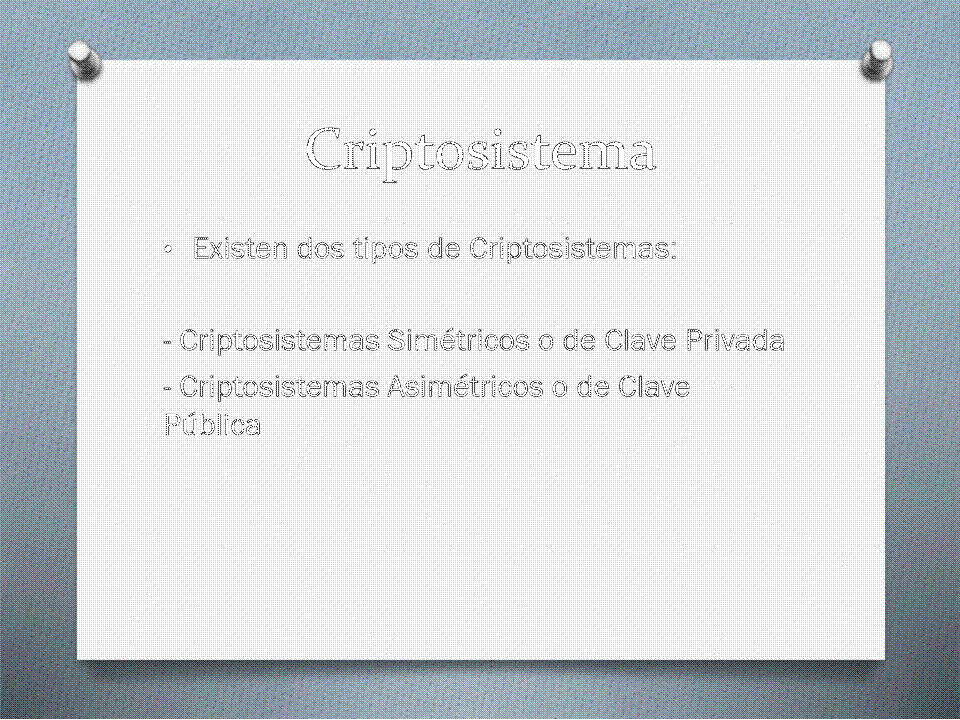 Criptosistema
• Existen dos tipos de Criptosistemas:
- Criptosistemas Simétricos o de Clave Privada
- Criptosistemas Asimétricos o de Clave
Pública